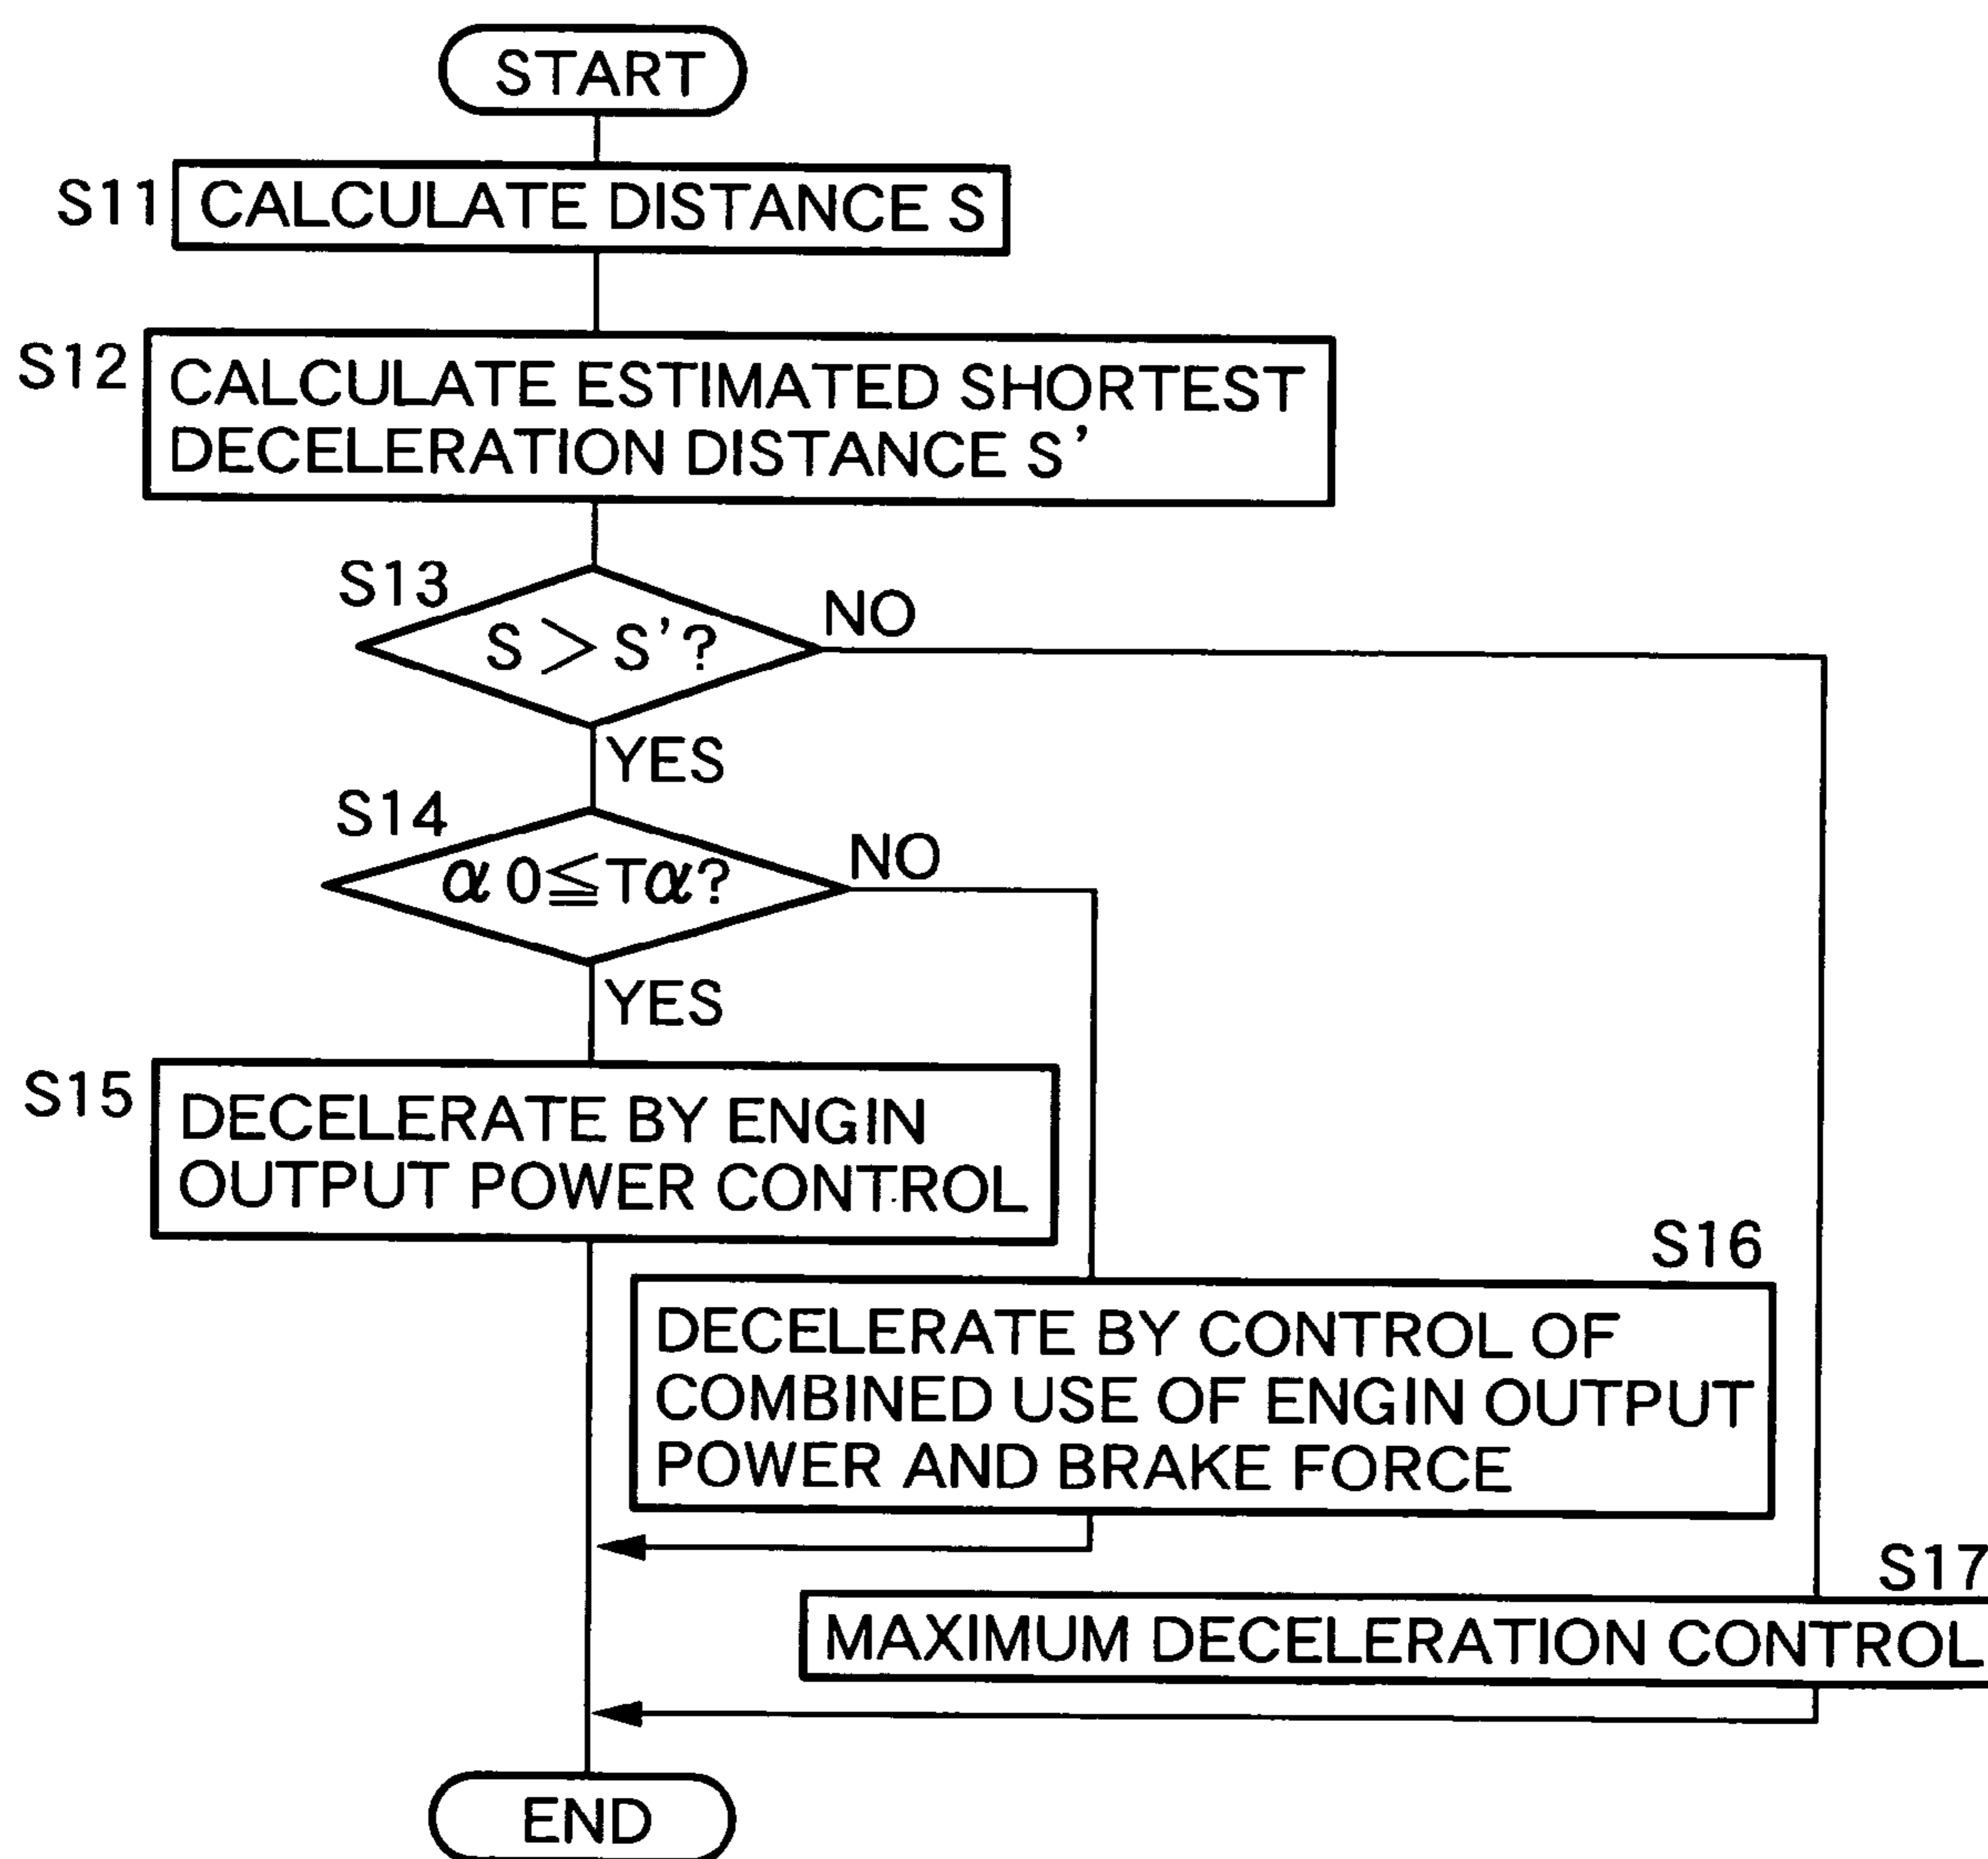 START
S11
CALCULATE DISTANCE S
S12
CALCULATE ESTIMATED SHORTEST
DECELERATION DISTANCE S'
S13
S > S'?
NO
YES
S14
α0≦Tα?
NO
YES
S15
DECELERATE BY ENGIN
OUTPUT POWER CONTROL
S16
DECELERATE BY CONTROL OF
COMBINED USE OF ENGIN OUTPUT
POWER AND BRAKE FORCE
S17
MAXIMUM DECELERATION CONTROL
END